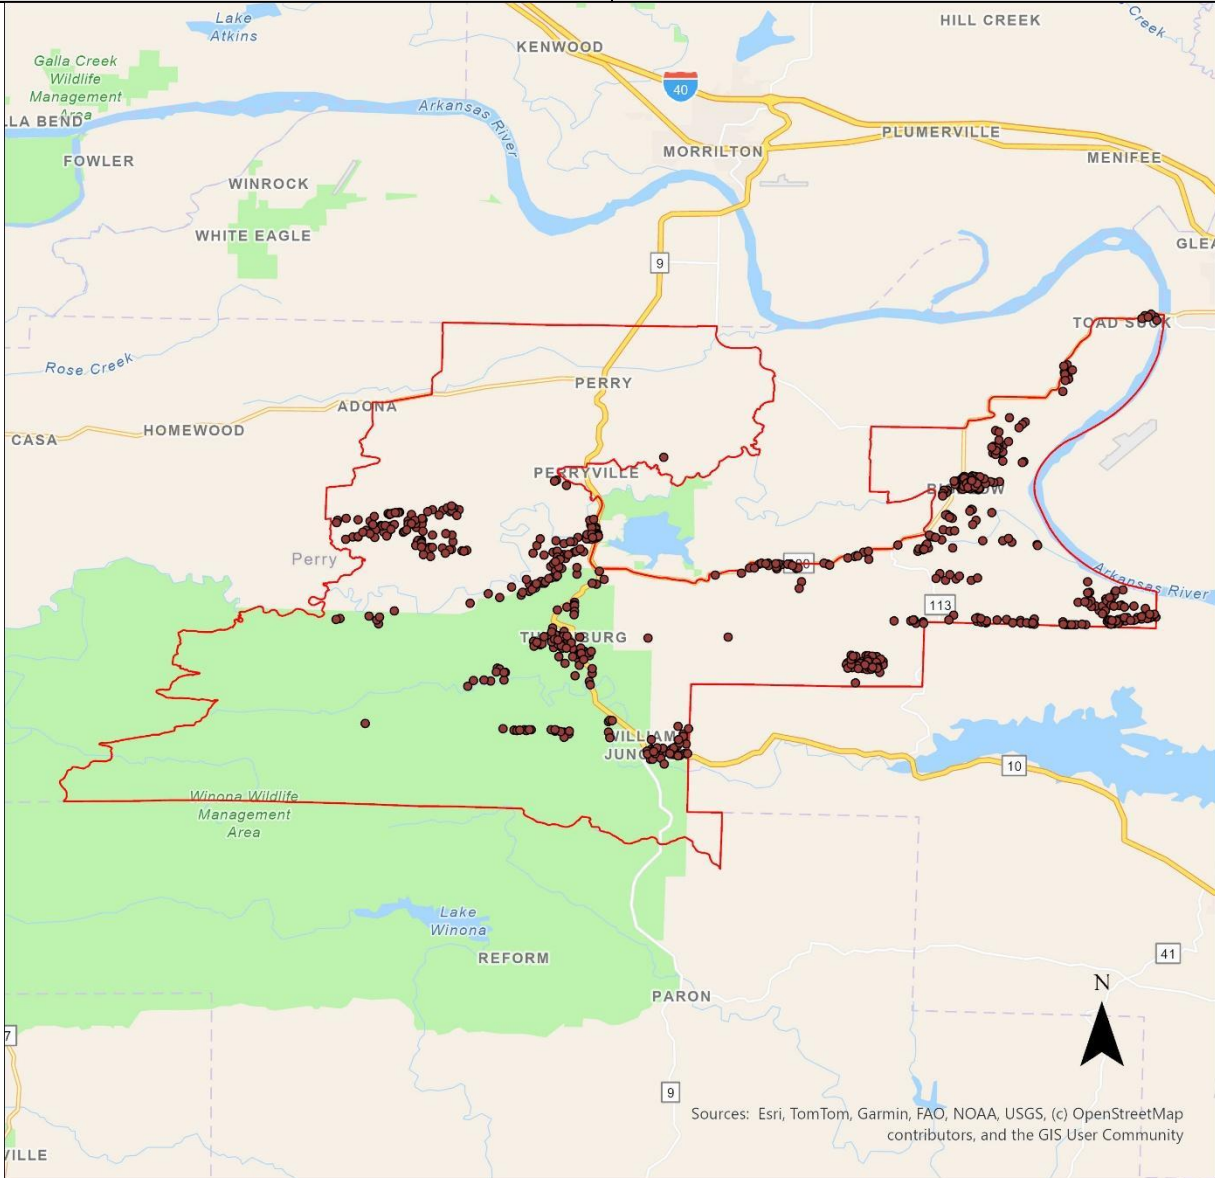 HILL CREEK
Creek
Lake
Atkins
KENWOOD
Galla Creek
Wildlife
Management
Area
40
Arkansas River
LLA BEND
PLUMERVILLE
FOWLER
MORRILTON
MENIFEE
WINROCK
WHITE EAGLE
GLEA
9
TOAD SUCK
Rose Creek
PERRY
ADONA
HOMEWOOD
CASA
PERRYVILLE
Perry
Arkansas River
113
10
Winona Wildlife
Management
Area
Lake
Winona
REFORM
41
PARON
N
7
9
Sources: Esri, TomTom, Garmin, FAO, NOAA, USGS, (c) OpenStreetMap
contributors, and the GIS User Community
VILLE